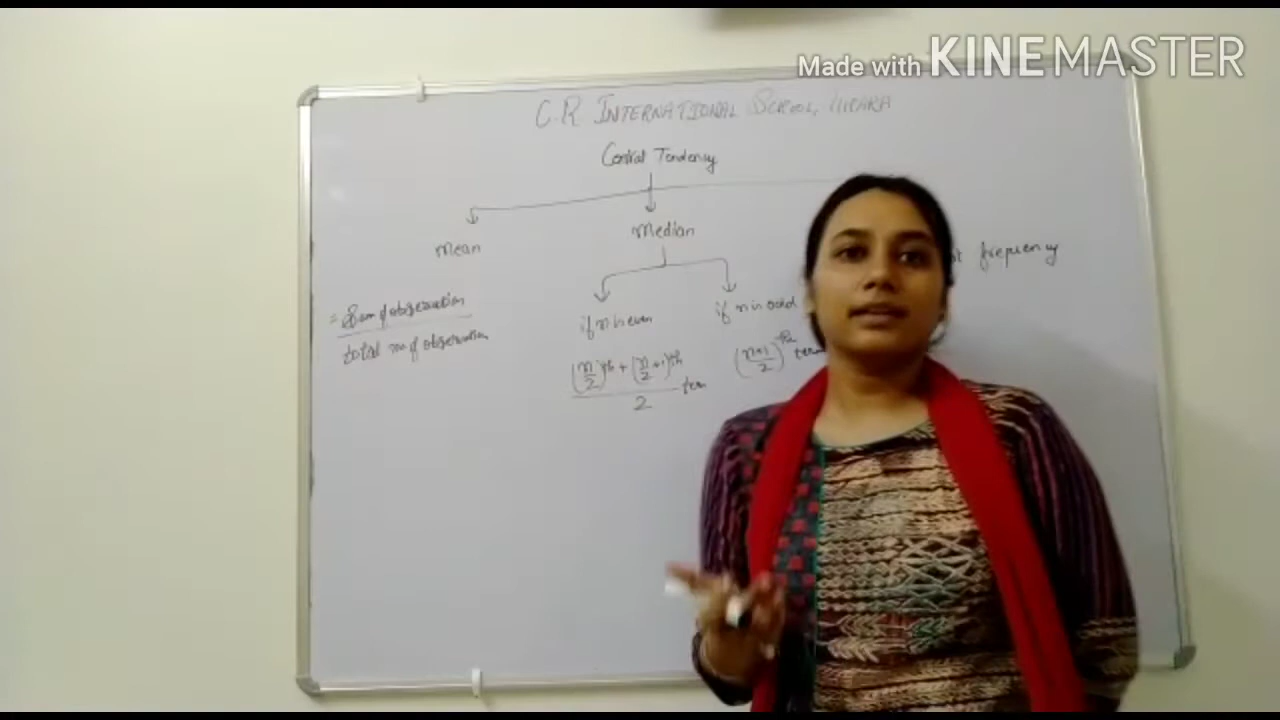 Made with KINEMASTER
C.R INTERNATIONAL SCHOOL,
Central Tendency
Mean
Median
frequency
= Sum of observation
total no of observation
if n is even
if n is odd
(n/2)th + (n/2+1)th
2
term
(n+1/2)th term